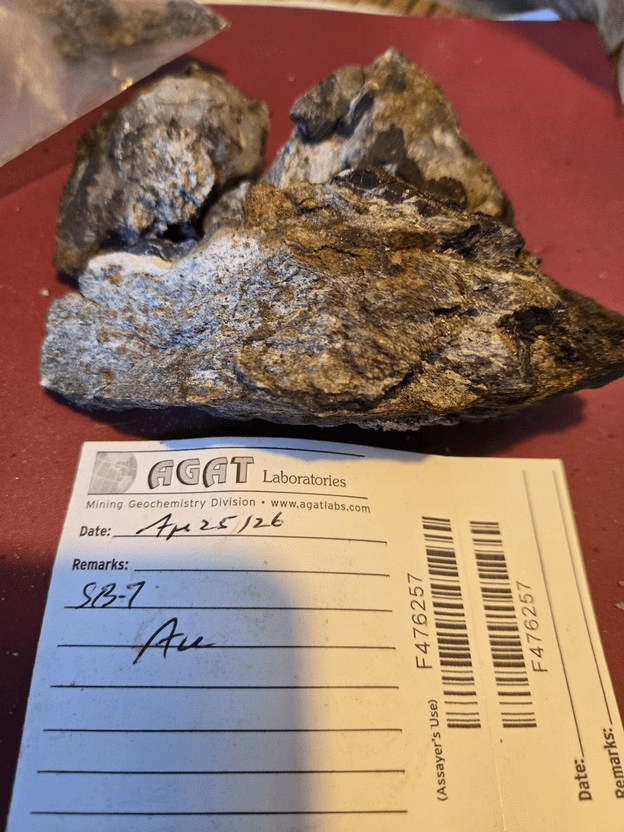 AGAT Laboratories
Mining Geochemistry Division • www.agatlabs.com
Date: Apr 25/26
Remarks:
SB-7
Au
(Assayer's Use)
F476257
F476257
Date:
Remarks: